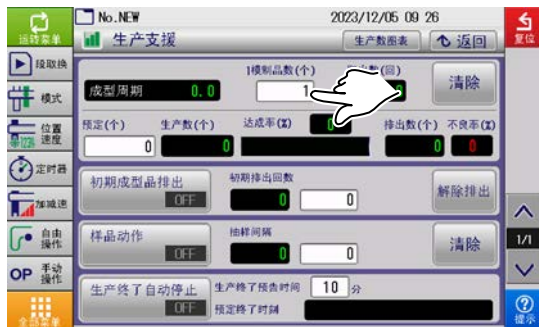 No.NEW 2023/12/05 09 26
运转菜单 生产支援 生产数图表 返回 复位
段取换
模式
位置
速度
定时器
加减速
自由
操作
OP 手动
操作
全部菜单
1模制品数(个) (回)
成型周期 0.0 1 清除
预定(个) 生产数(个) 达成率(%) 排出数(个) 不良率(%)
0 0 0 0
初期成型品排出 初期排出回数
OFF 0 0 解除排出
样品动作 抽样间隔
OFF 0 0 清除
生产终了自动停止 生产终了预告时间 10 分
OFF 预定终了时刻
1/1
提示